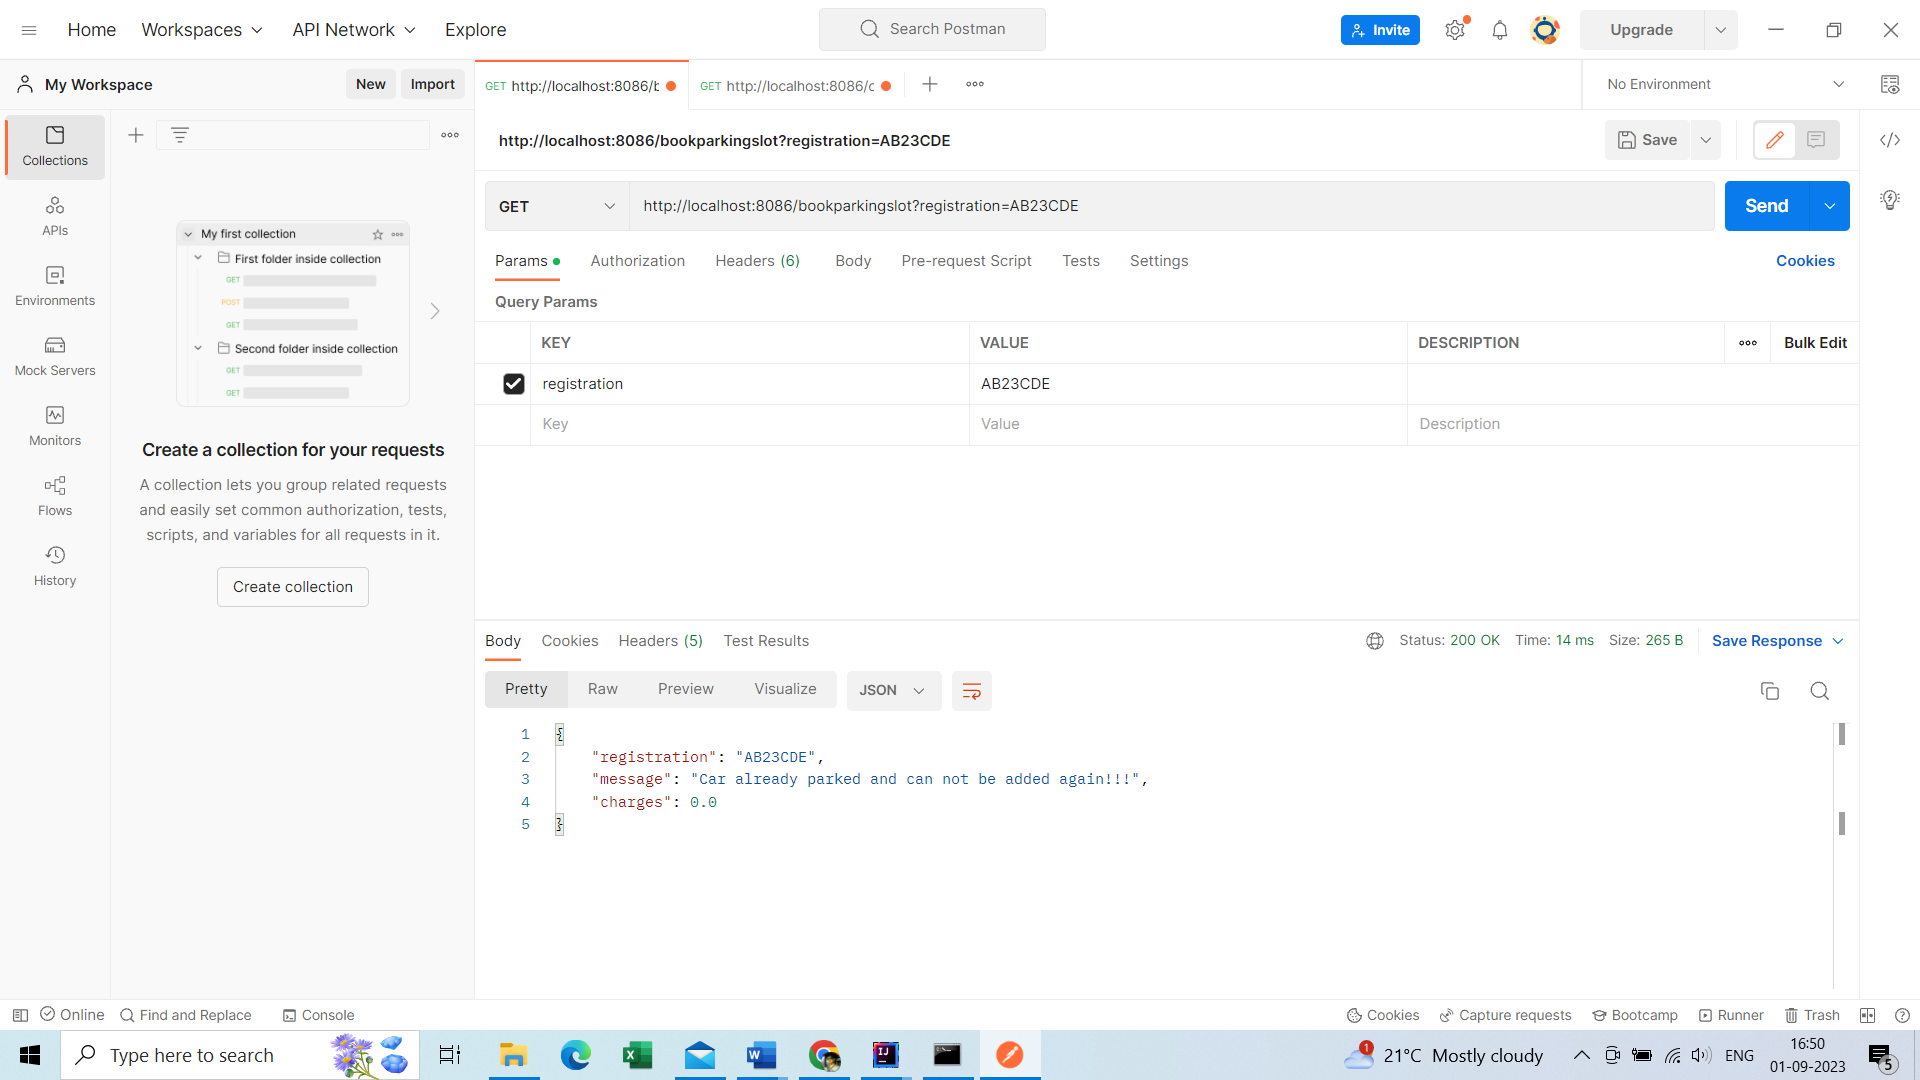 Home
Workspaces
API Network
Explore
Search Postman
Invite
Upgrade
My Workspace
New
Import
GET http://localhost:8086/b
GET http://localhost:8086/c
No Environment
Collections
APIs
Environments
Mock Servers
Monitors
Flows
History
My first collection
First folder inside collection
GET
POST
GET
Second folder inside collection
GET
GET
Create a collection for your requests
A collection lets you group related requests
and easily set common authorization, tests,
scripts, and variables for all requests in it.
Create collection
http://localhost:8086/bookparkingslot?registration=AB23CDE
Save
GET
http://localhost:8086/bookparkingslot?registration=AB23CDE
Send
Params
Authorization
Headers (6)
Body
Pre-request Script
Tests
Settings
Cookies
Query Params
KEY
VALUE
DESCRIPTION
Bulk Edit
registration
AB23CDE
Key
Value
Description
Body
Cookies
Headers (5)
Test Results
Status: 200 OK
Time: 14 ms
Size: 265 B
Save Response
Pretty
Raw
Preview
Visualize
JSON
1 {
2 "registration": "AB23CDE",
3 "message": "Car already parked and can not be added again!!!",
4 "charges": 0.0
5 }
Online
Find and Replace
Console
Cookies
Capture requests
Bootcamp
Runner
Trash
Type here to search
1
21°C Mostly cloudy
ENG
16:50
01-09-2023
5